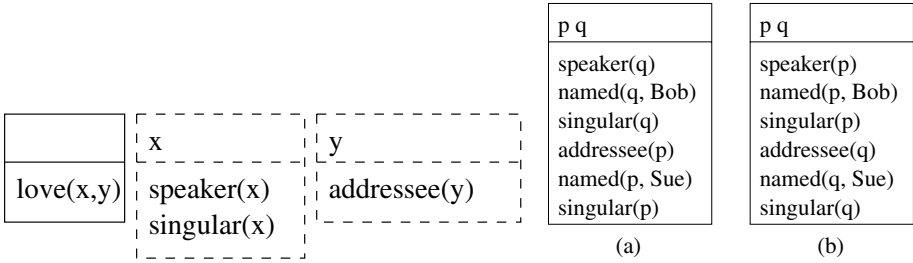 love(x,y)
x
speaker(x)
singular(x)
y
addressee(y)
p q
speaker(q)
named(q, Bob)
singular(q)
addressee(p)
named(p, Sue)
singular(p)
(a)
p q
speaker(p)
named(p, Bob)
singular(p)
addressee(q)
named(q, Sue)
singular(q)
(b)